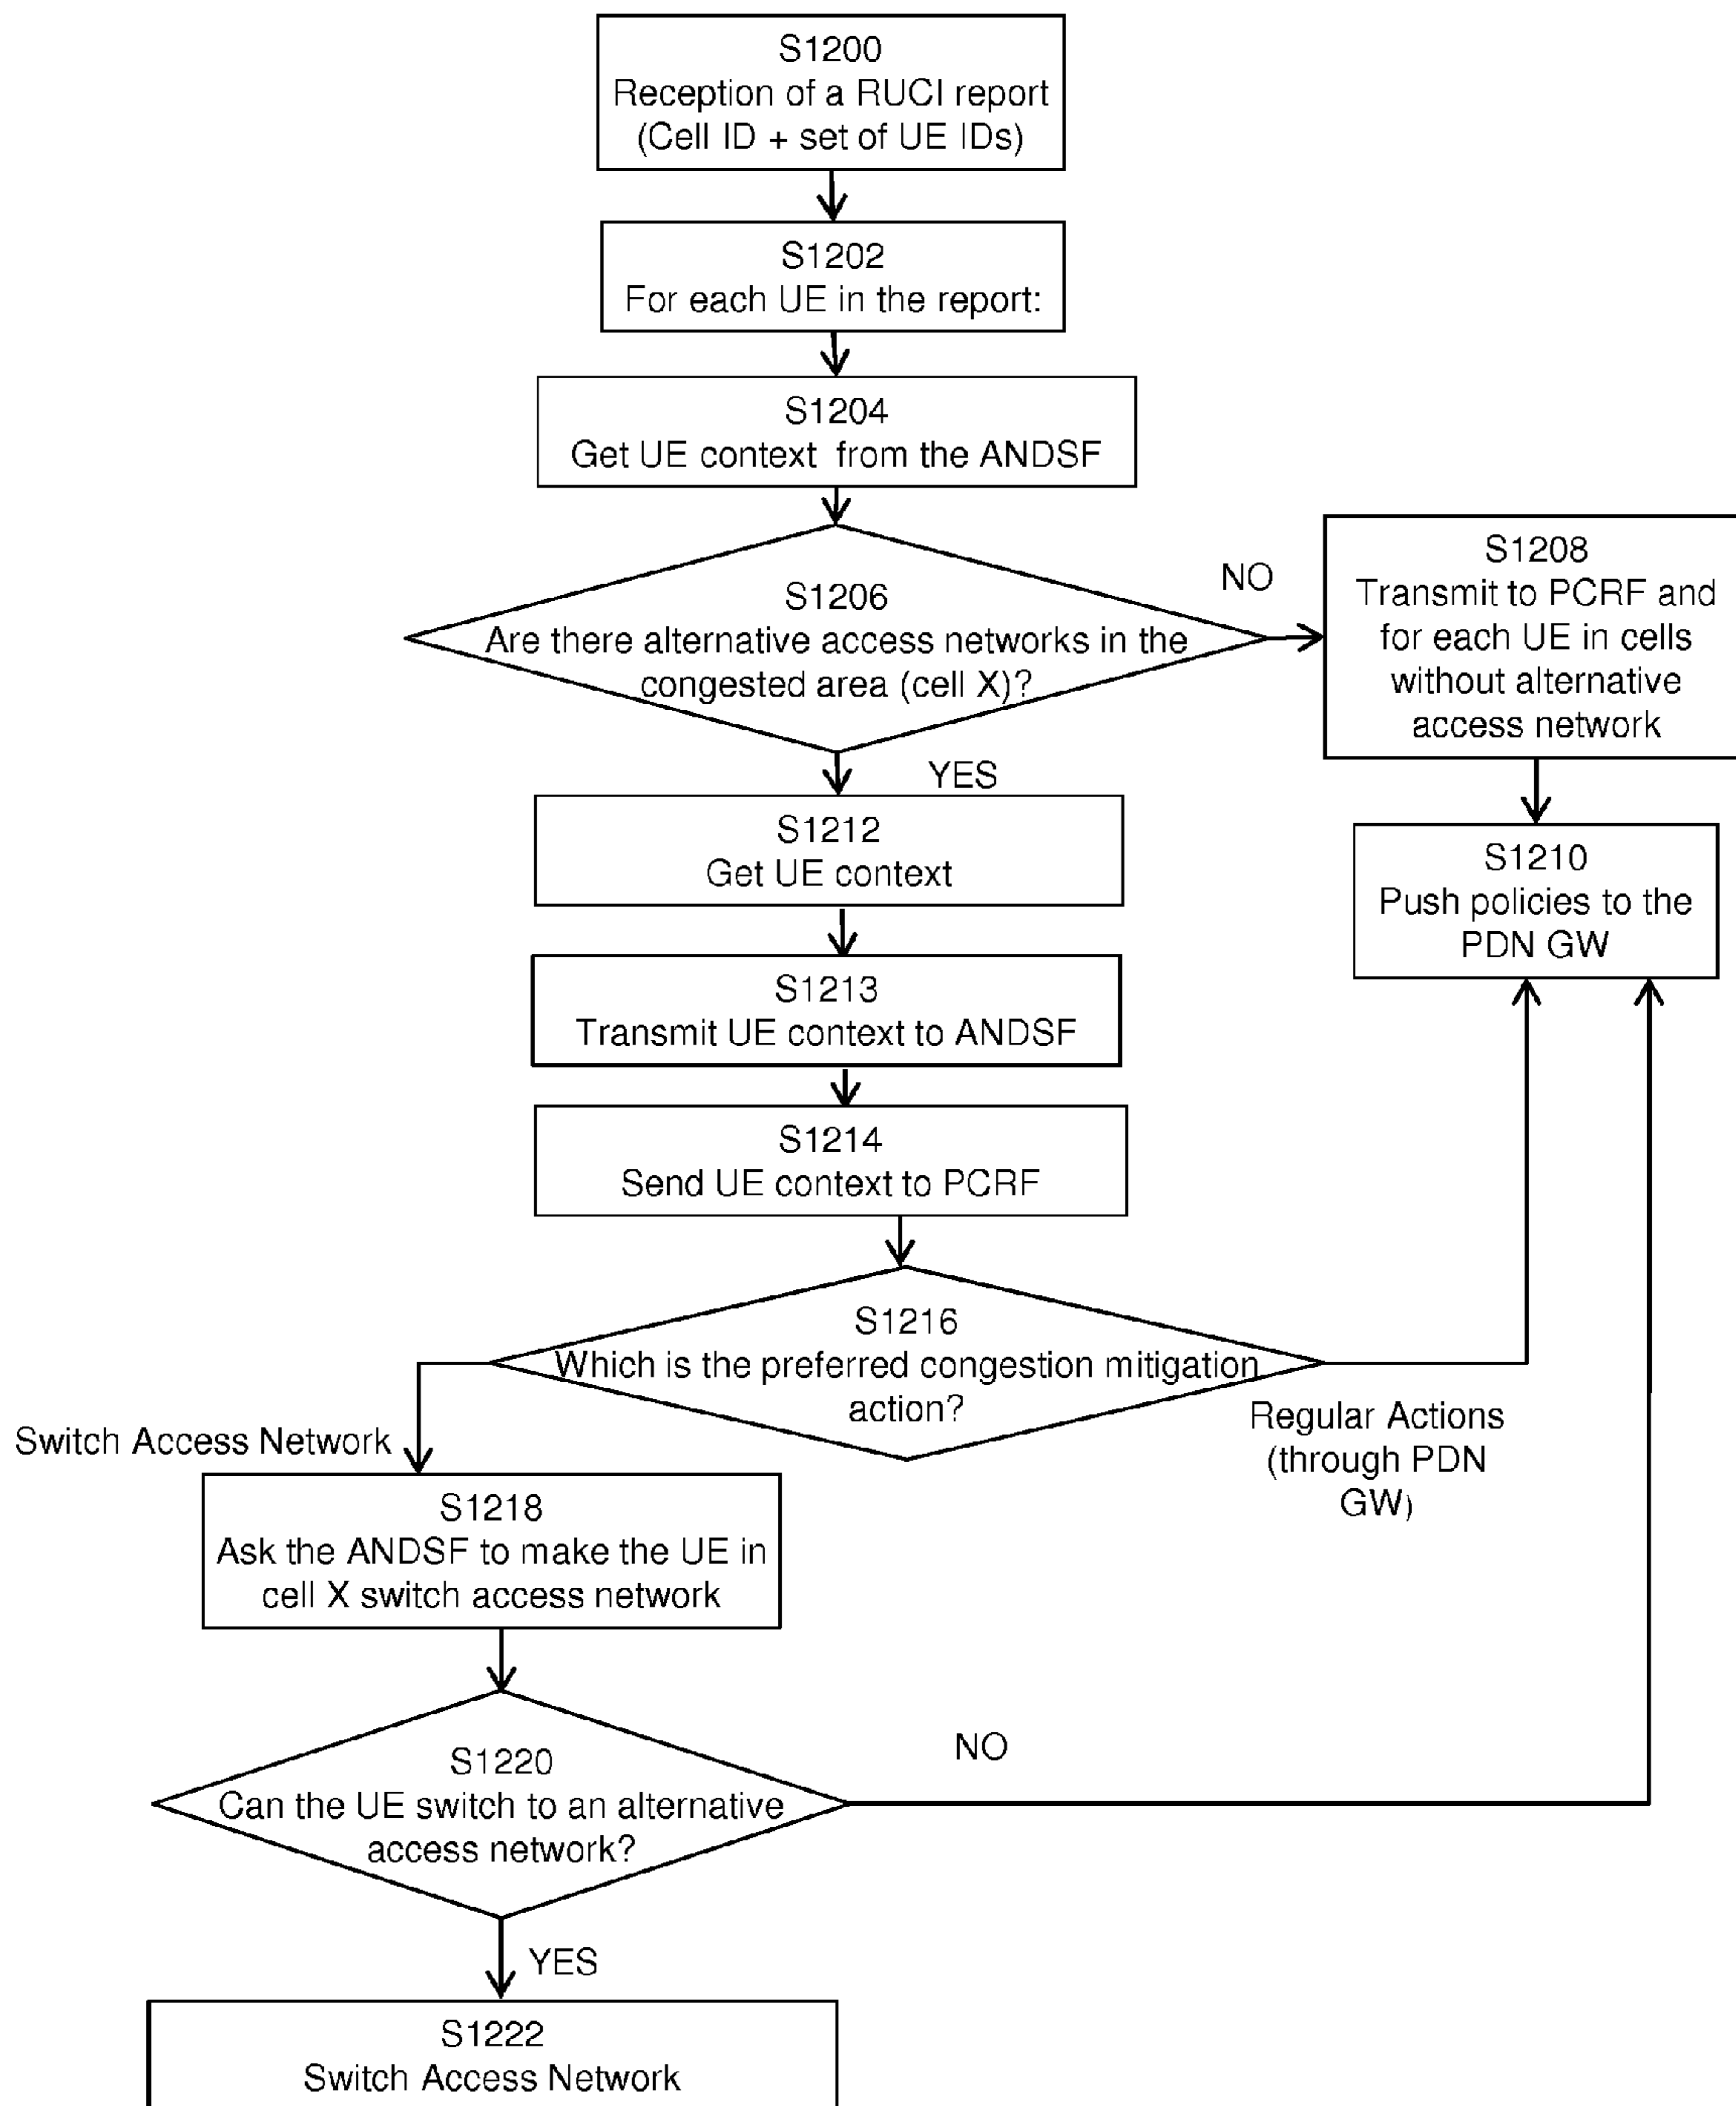 S1200
Reception of a RUCI report
(Cell ID + set of UE IDs)
S1202
For each UE in the report:
S1204
Get UE context from the ANDSF
S1206
Are there alternative access networks in the
congested area (cell X)?
NO
S1208
Transmit to PCRF and
for each UE in cells
without alternative
access network
YES
S1210
Push policies to the
PDN GW
S1212
Get UE context
S1213
Transmit UE context to ANDSF
S1214
Send UE context to PCRF
S1216
Which is the preferred congestion mitigation
action?
Switch Access Network
Regular Actions
(through PDN
GW)
S1218
Ask the ANDSF to make the UE in
cell X switch access network
S1220
Can the UE switch to an alternative
access network?
NO
YES
S1222
Switch Access Network